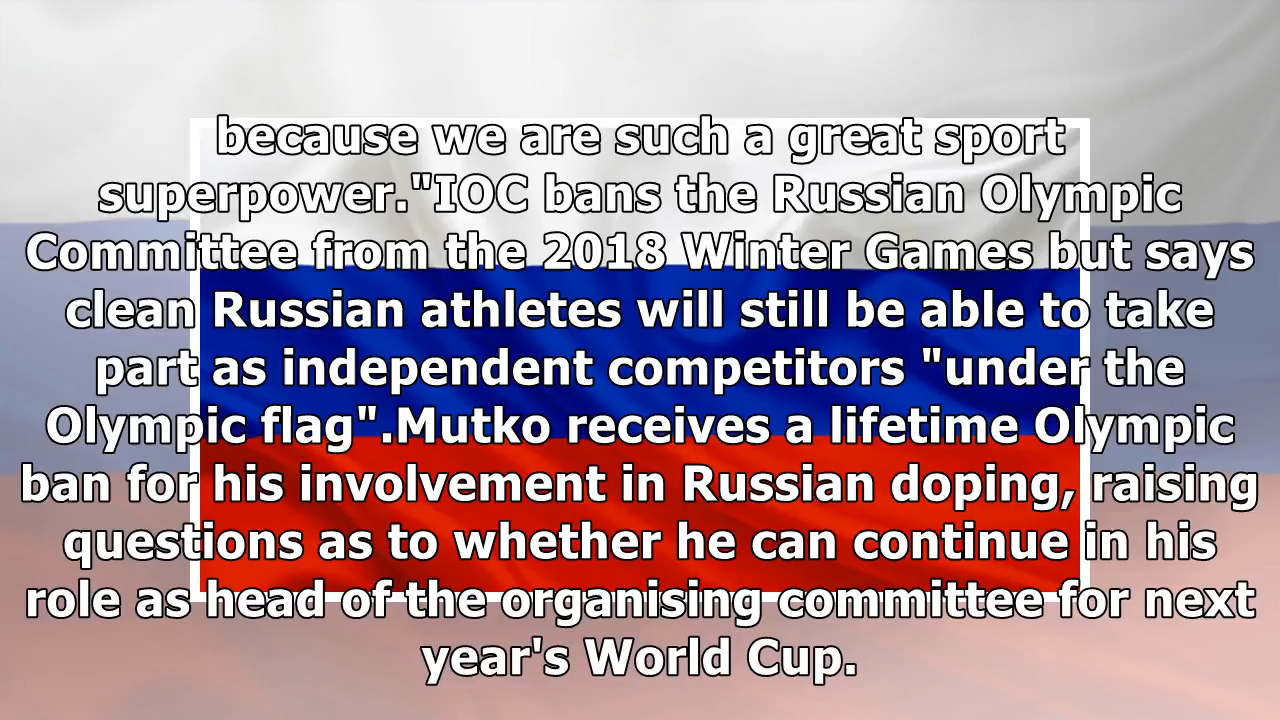 because we are such a great sport
superpower."IOC bans the Russian Olympic
Committee from the 2018 Winter Games but says
clean Russian athletes will still be able to take
part as independent competitors "under the
Olympic flag".Mutko receives a lifetime Olympic
ban for his involvement in Russian doping, raising
questions as to whether he can continue in his
role as head of the organising committee for next
year's World Cup.